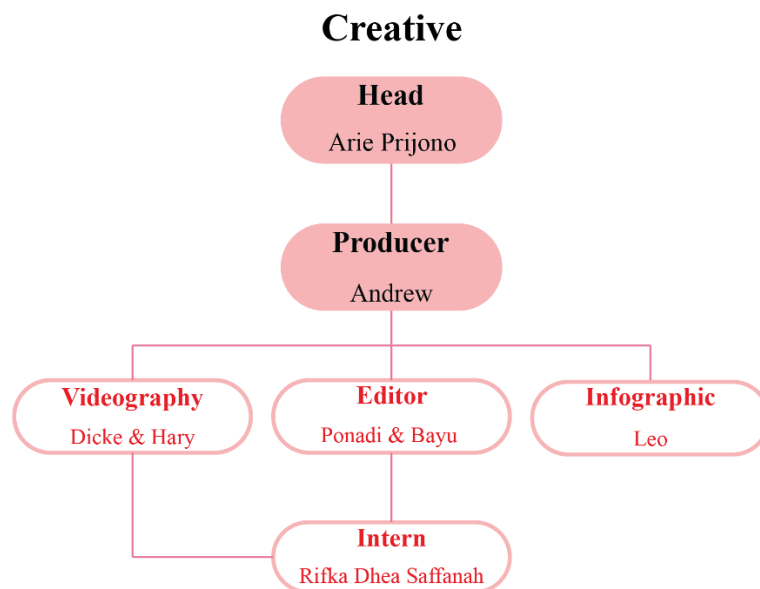 Creative
Head
Arie Prijono
Producer
Andrew
Videography
Dicke & Hary
Editor
Ponadi & Bayu
Infographic
Leo
Intern
Rifka Dhea Saffanah